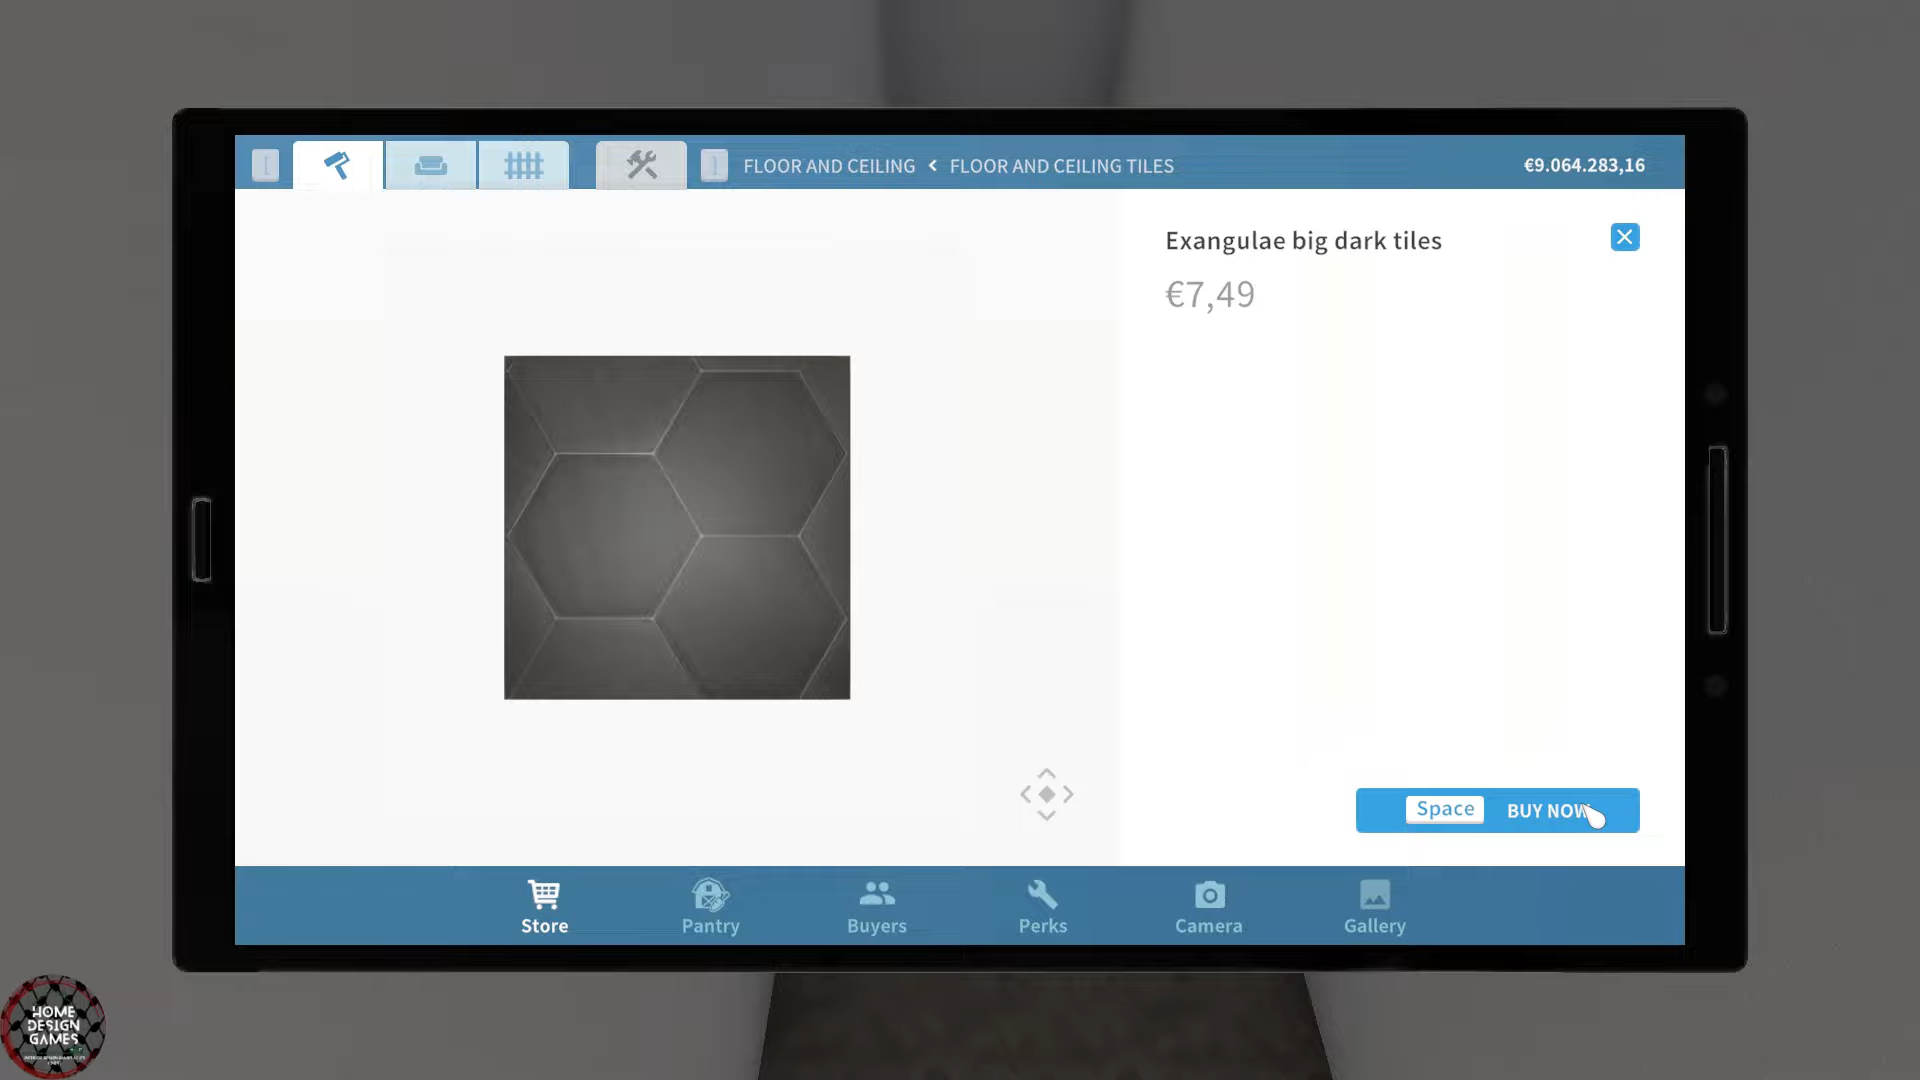 FLOOR AND CEILING < FLOOR AND CEILING TILES
€9.064.283,16
Exangulae big dark tiles
€7,49
Space BUY NOW
Store
Pantry
Buyers
Perks
Camera
Gallery
HOME
DESIGN
GAMES